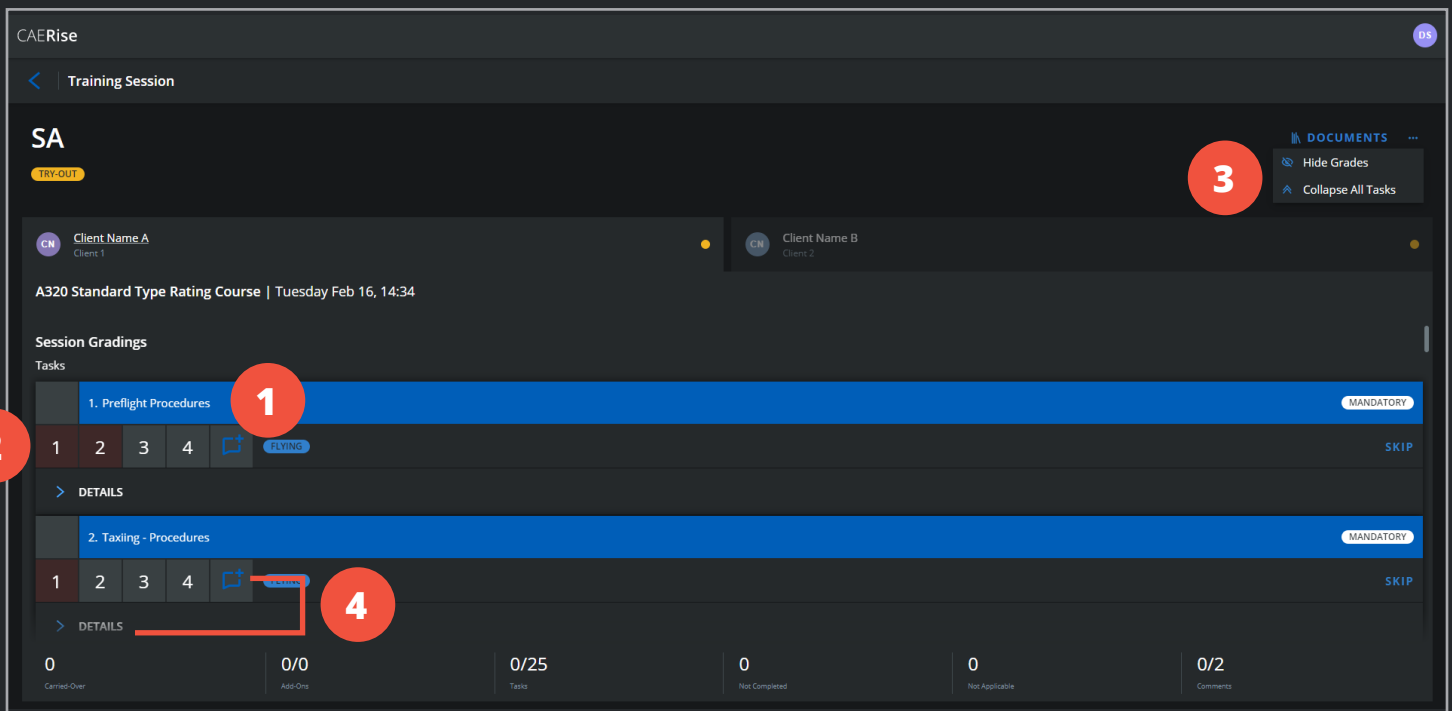 CAERise
DS
Training Session
SA
DOCUMENTS ...
TRY-OUT
Hide Grades
3
Collapse All Tasks
CN Client Name A
Client 1
CN Client Name B
Client 2
A320 Standard Type Rating Course | Tuesday Feb 16, 14:34
Session Gradings
Tasks
1. Preflight Procedures
1
MANDATORY
2
1 2 3 4 FLYING SKIP
DETAILS
2. Taxiing - Procedures
MANDATORY
1 2 3 4 FLYING SKIP
4
DETAILS
0 0/0 0/25 0 0 0/2
Carried-Over Add-Ons Tasks Not Completed Not Applicable Comments